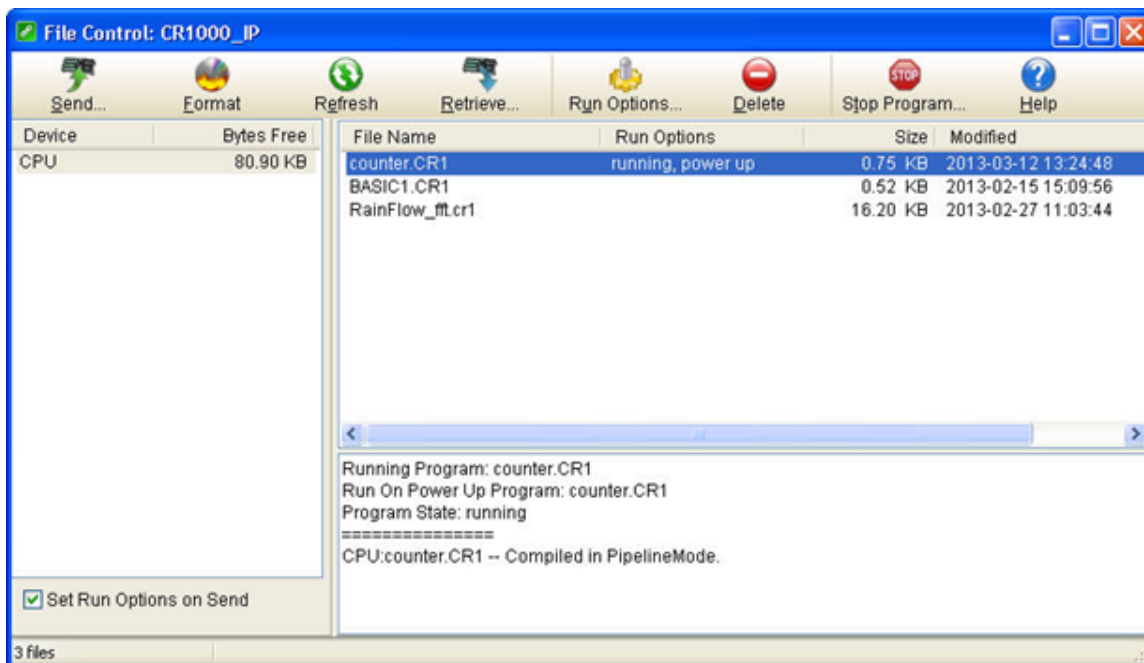 File Control: CR1000_IP
Send... Format Refresh Retrieve... Run Options... Delete STOP Stop Program... Help
Device Bytes Free
CPU 80.90 KB
File Name Run Options Size Modified
counter.CR1 running, power up 0.75 KB 2013-03-12 13:24:48
BASIC1.CR1 0.52 KB 2013-02-15 15:09:56
RainFlow_fft.cr1 16.20 KB 2013-02-27 11:03:44
Running Program: counter.CR1
Run On Power Up Program: counter.CR1
Program State: running
===============
CPU:counter.CR1 -- Compiled in PipelineMode.
Set Run Options on Send
3 files